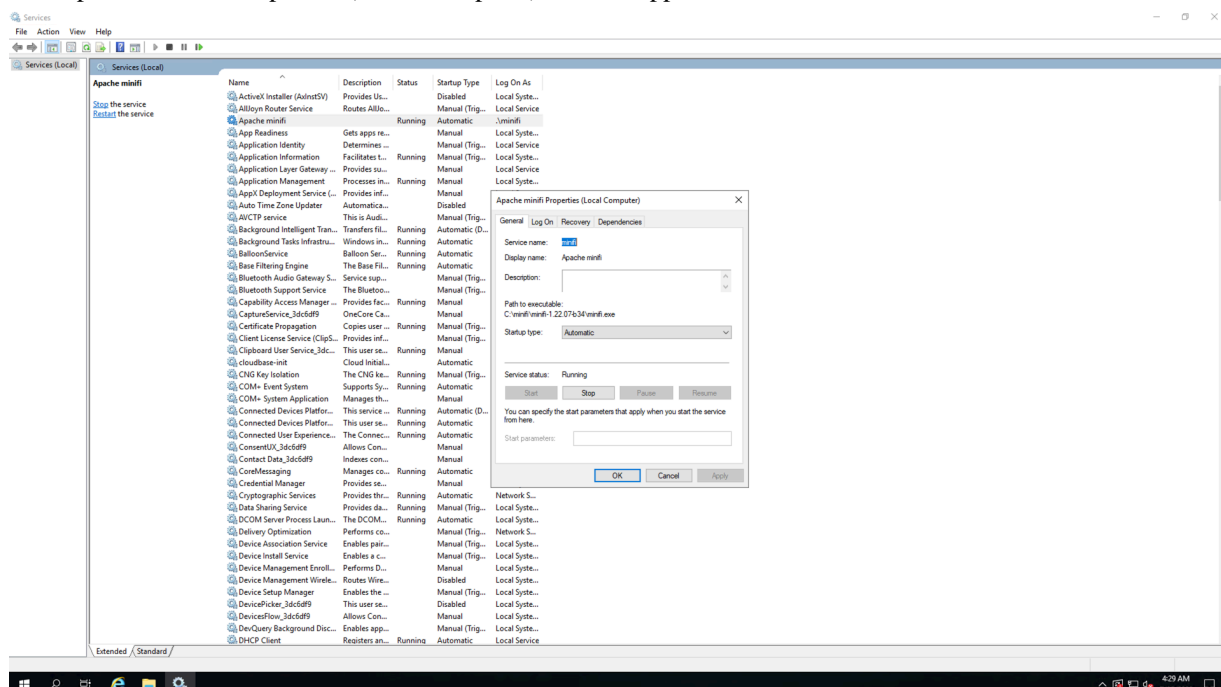 Services
File Action View Help
Services (Local)
Services (Local)
Apache minifi
Stop the service
Restart the service
Name Description Status Startup Type Log On As
ActiveX Installer (AxInstSV) Provides Us... Disabled Local Syste...
AllJoyn Router Service Routes AllJo... Manual (Trig... Local Service
Apache minifi Running Automatic .\minifi
App Readiness Gets apps re... Manual Local Syste...
Application Identity Determines ... Manual (Trig... Local Service
Application Information Facilitates t... Running Manual (Trig... Local Syste...
Application Layer Gateway ... Provides su... Manual Local Service
Application Management Processes in... Running Manual Local Syste...
AppX Deployment Service (... Provides inf... Manual
Auto Time Zone Updater Automatica... Disabled
AVCTP service This is Audi... Manual (Trig...
Background Intelligent Tran... Transfers fil... Running Automatic (D...
Background Tasks Infrastru... Windows in... Running Automatic
BalloonService Balloon Ser... Running Automatic
Base Filtering Engine The Base Fil... Running Automatic
Bluetooth Audio Gateway S... Service sup... Manual (Trig...
Bluetooth Support Service The Bluetoo... Manual (Trig...
Capability Access Manager ... Provides fac... Running Manual
CaptureService_3dc6df9 OneCore Ca... Manual
Certificate Propagation Copies user ... Running Manual (Trig...
Client License Service (ClipS... Provides inf... Manual (Trig...
Clipboard User Service_3dc... This user se... Running Manual
cloudbase-init Cloud Initial... Automatic
CNG Key Isolation The CNG ke... Running Manual (Trig...
COM+ Event System Supports Sy... Running Automatic
COM+ System Application Manages th... Manual
Connected Devices Platfor... This service ... Running Automatic (D...
Connected Devices Platfor... This user se... Running Automatic
Connected User Experience... The Connec... Running Automatic
ConsentUX_3dc6df9 Allows Con... Manual
Contact Data_3dc6df9 Indexes con... Manual
CoreMessaging Manages co... Running Automatic
Credential Manager Provides se... Manual
Cryptographic Services Provides thr... Running Automatic Network S...
Data Sharing Service Provides da... Running Manual (Trig... Local Syste...
DCOM Server Process Laun... The DCOM... Running Automatic Local Syste...
Delivery Optimization Performs co... Manual (Trig... Network S...
Device Association Service Enables pair... Manual (Trig... Local Syste...
Device Install Service Enables a c... Manual (Trig... Local Syste...
Device Management Enroll... Performs D... Manual Local Syste...
Device Management Wirele... Routes Wire... Disabled Local Syste...
Device Setup Manager Enables the ... Manual (Trig... Local Syste...
DevicePicker_3dc6df9 This user se... Disabled Local Syste...
DevicesFlow_3dc6df9 Allows Con... Manual Local Syste...
DevQuery Background Disc... Enables app... Manual (Trig... Local Syste...
DHCP Client Registers an... Running Automatic Local Service
Apache minifi Properties (Local Computer)
General Log On Recovery Dependencies
Service name: minifi
Display name: Apache minifi
Description:
Path to executable:
C:\minifi\minifi-1.22.07-b34\minifi.exe
Startup type: Automatic
Service status: Running
Start Stop Pause Resume
You can specify the start parameters that apply when you start the service
from here.
Start parameters:
OK Cancel Apply
Extended Standard
4:29 AM